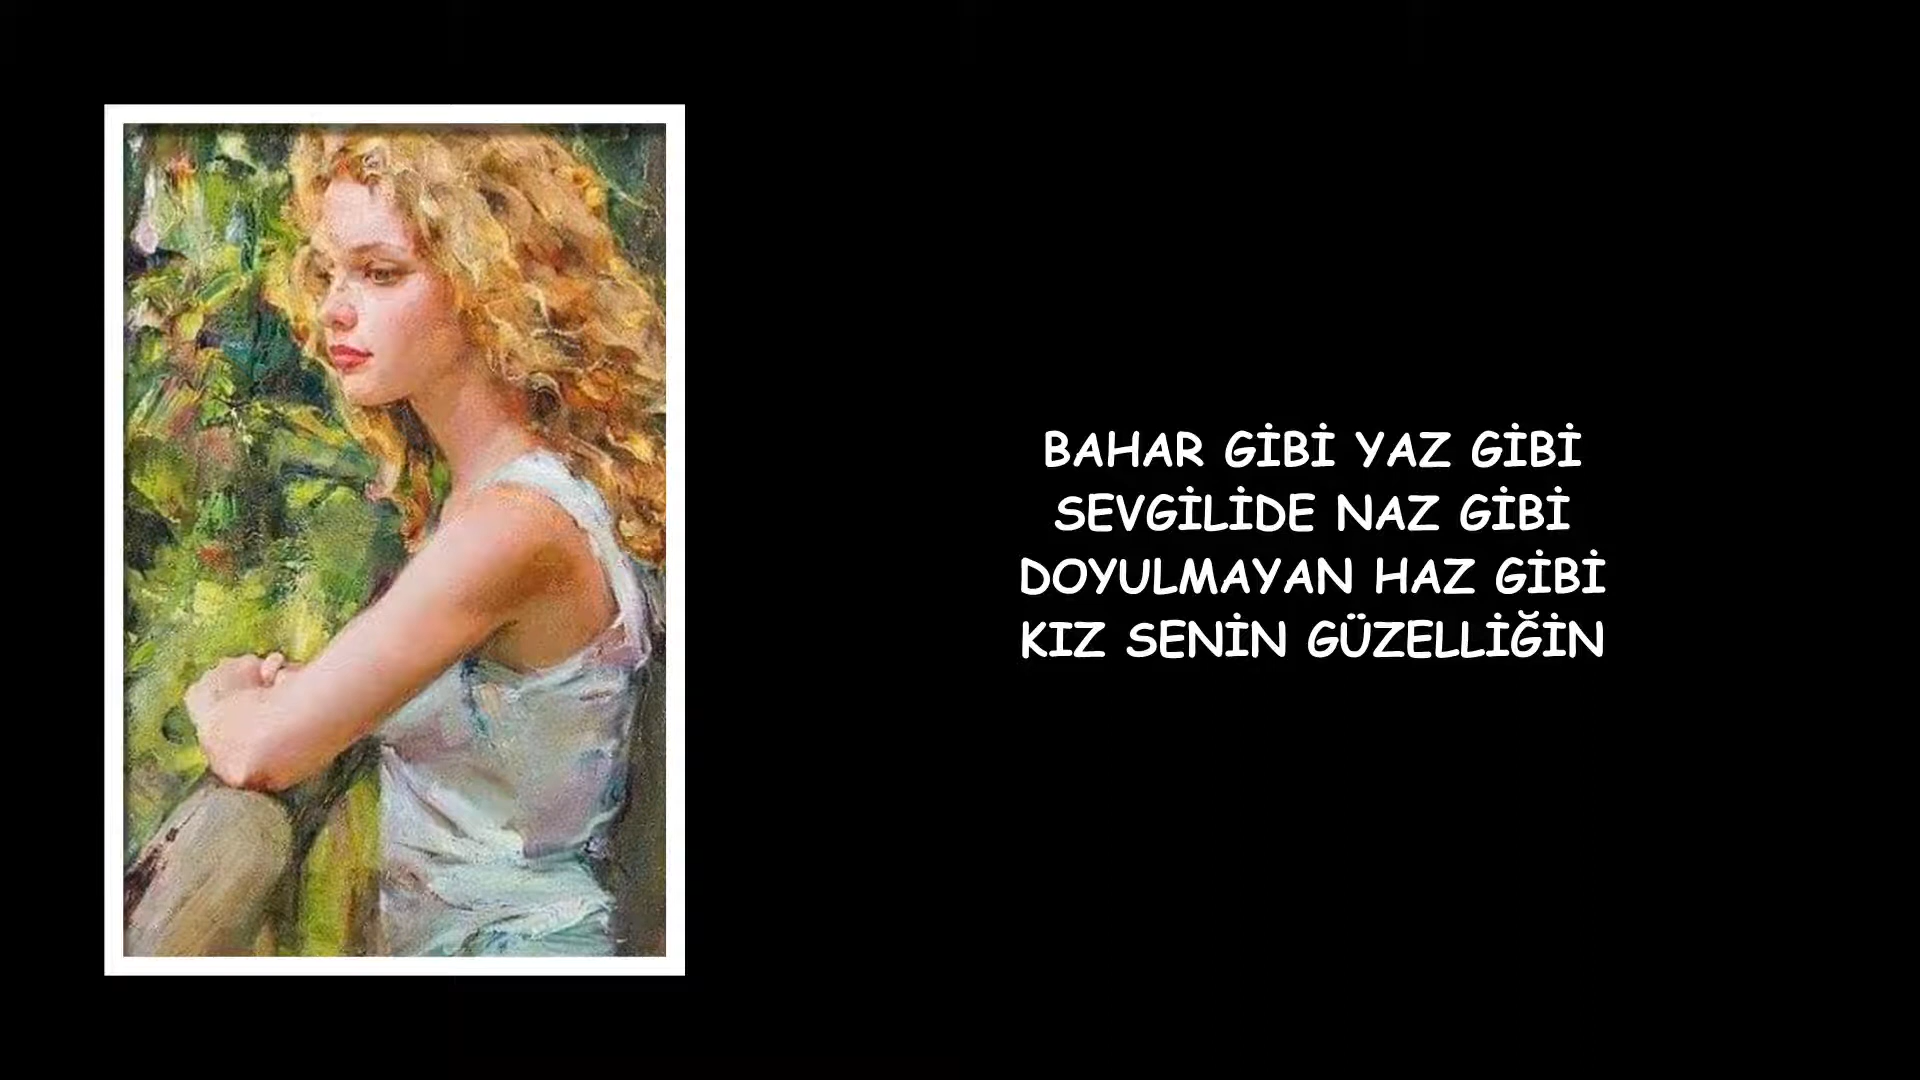 BAHAR GİBİ YAZ GİBİ
SEVGİLİDE NAZ GİBİ
DOYULMAYAN HAZ GİBİ
KIZ SENİN GÜZELLİĞİN